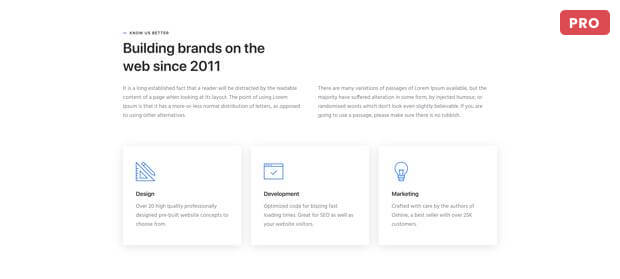 PRO
— KNOW US BETTER
Building brands on the
web since 2011
It is a long established fact that a reader will be distracted by the readable
content of a page when looking at its layout. The point of using Lorem
Ipsum is that it has a more-or-less normal distribution of letters, as opposed
to using other alternatives.
There are many variations of passages of Lorem Ipsum available, but the
majority have suffered alteration in some form, by injected humour, or
randomised words which don't look even slightly believable. If you are
going to use a passage, please make sure there is no rubbish.
Design
Over 20 high quality professionally
designed pre-built website concepts to
choose from.
Development
Optimized code for blazing fast
loading times. Great for SEO as well as
your website visitors.
Marketing
Crafted with care by the authors of
a best seller with over 25K
customers.